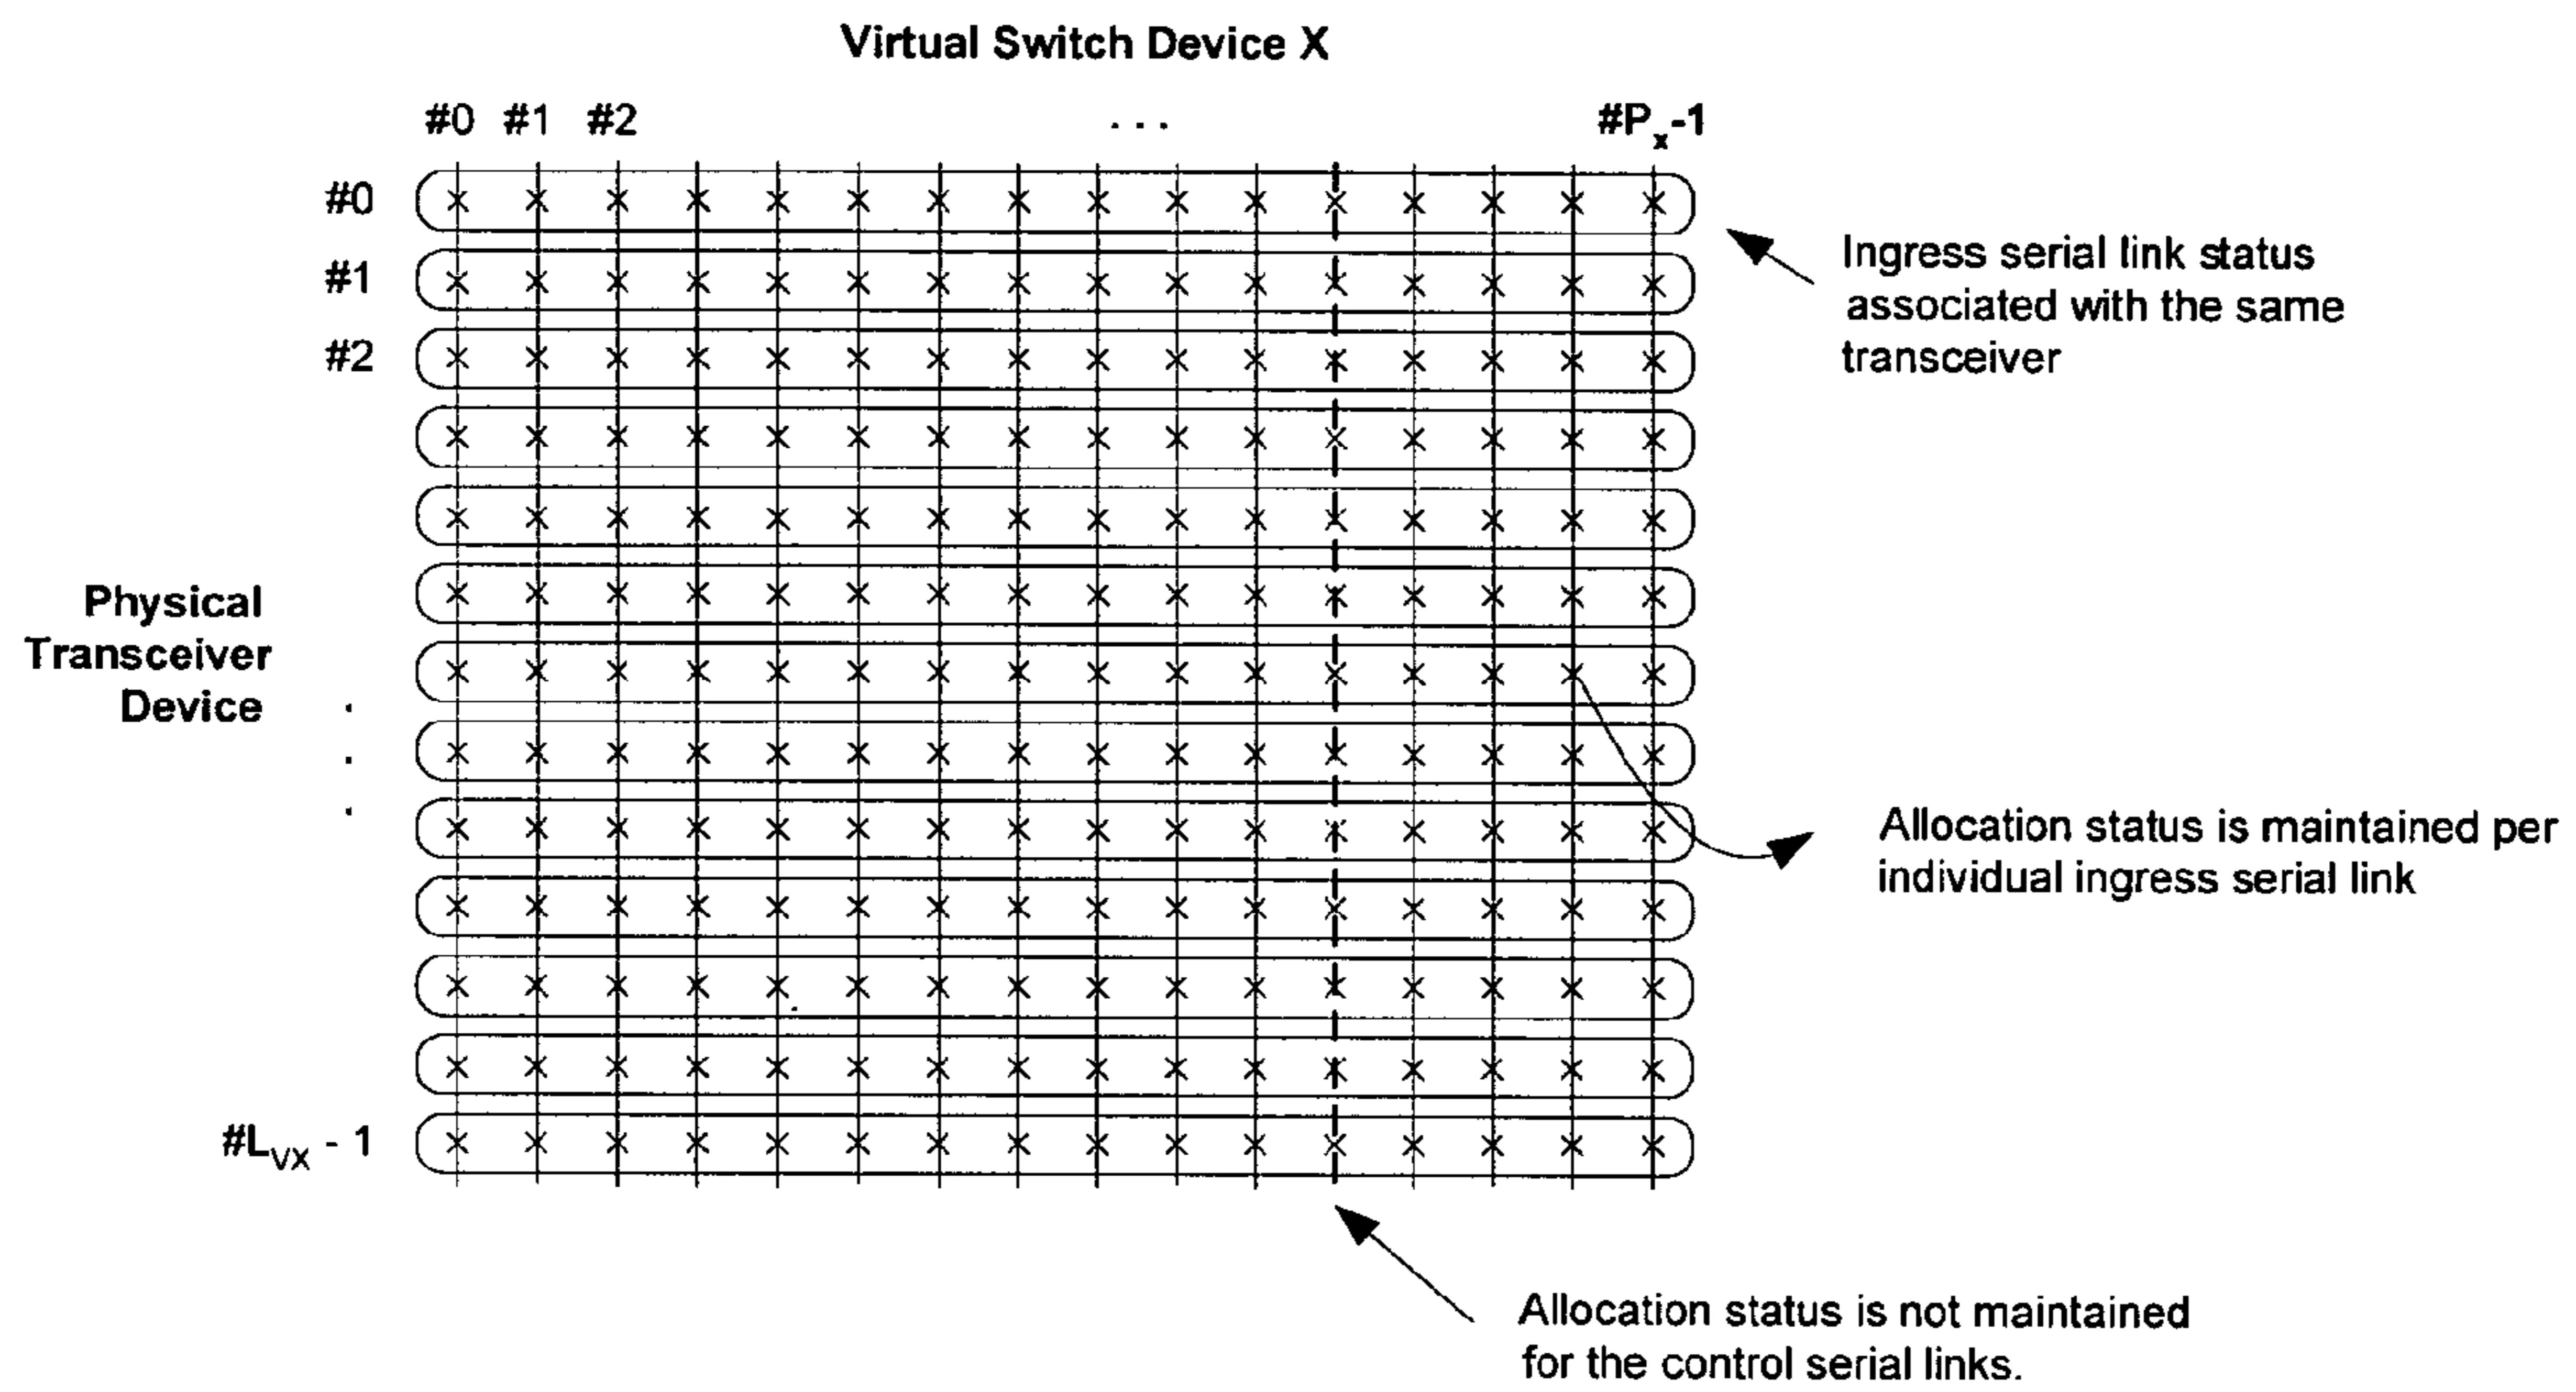 Virtual Switch Device X
#0 #1 #2 ... #Px-1
#0
#1
#2
Ingress serial link status
associated with the same
transceiver
Physical
Transceiver
Device
.
.
.
Allocation status is maintained per
individual ingress serial link
#LVX - 1
Allocation status is not maintained
for the control serial links.